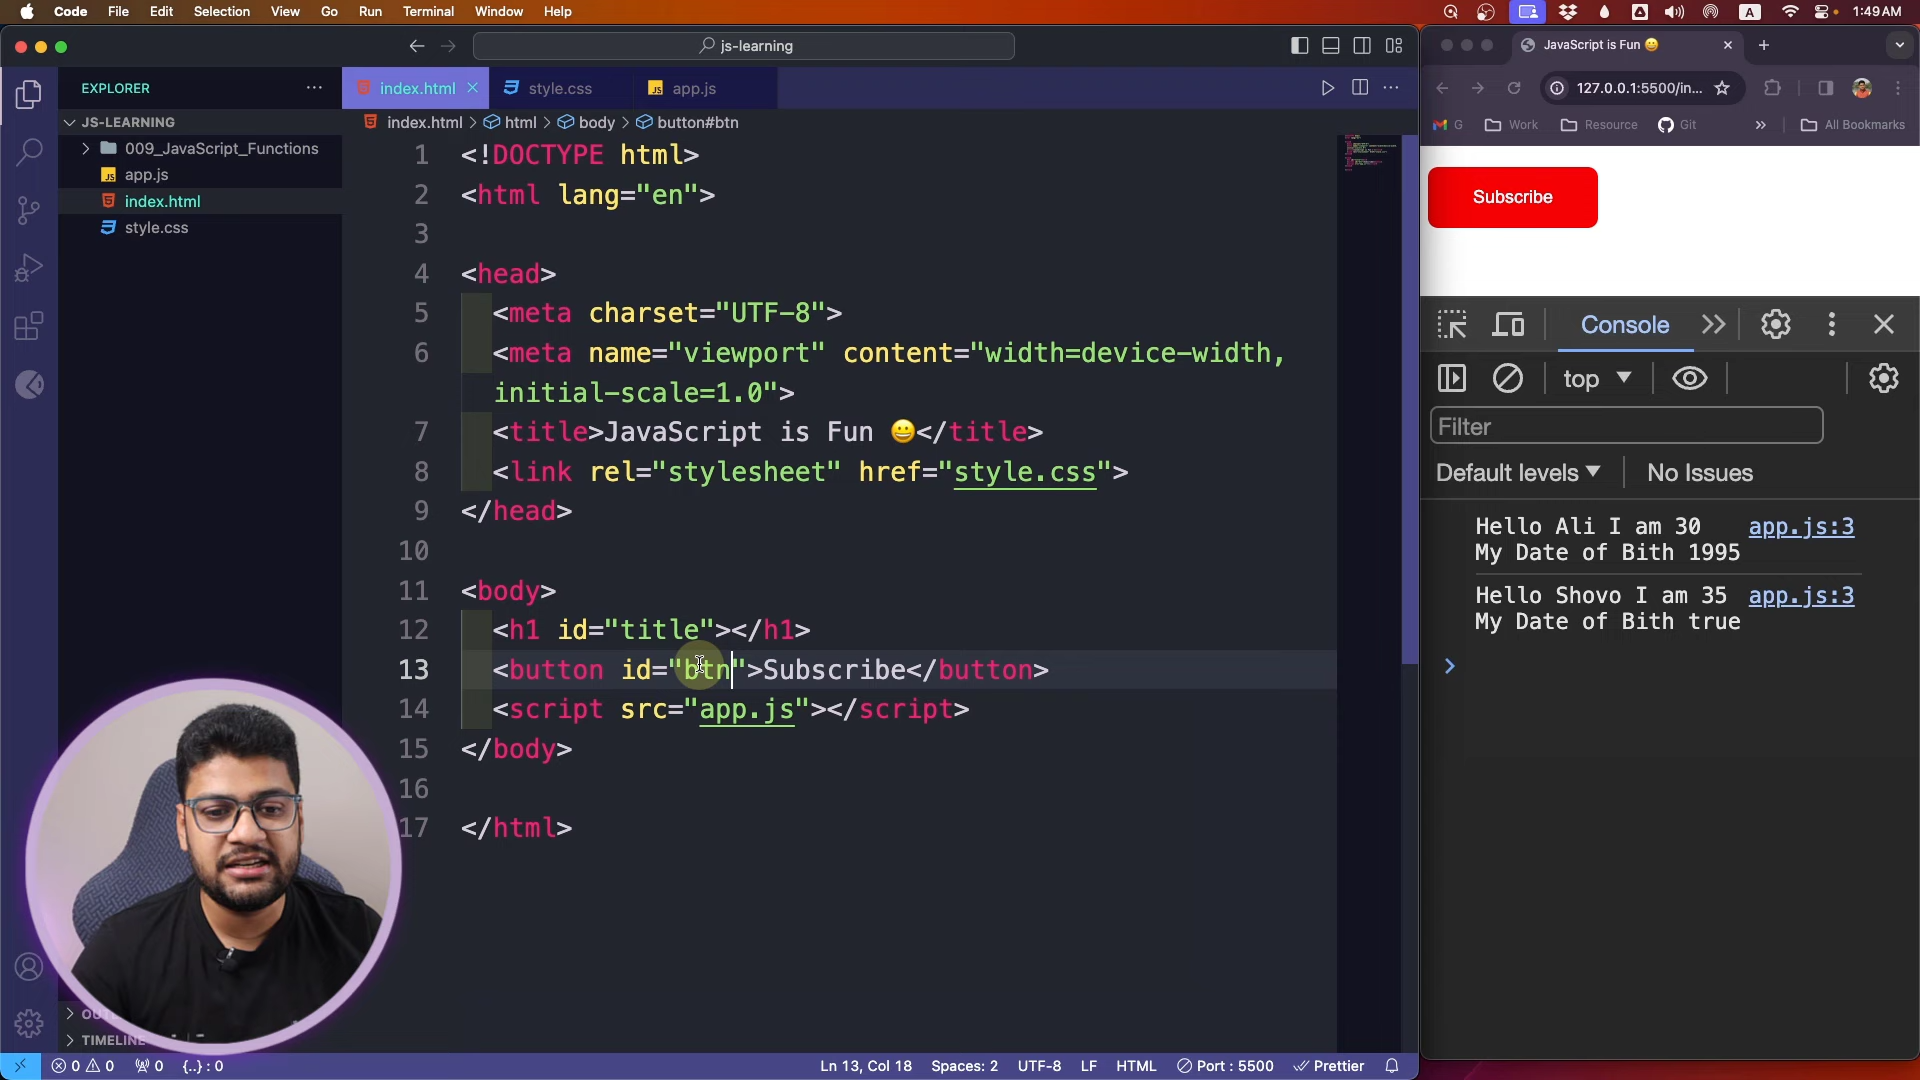 Code File Edit Selection View Go Run Terminal Window Help
A 1:49 AM
js-learning
JavaScript is Fun 😀
EXPLORER
index.html
style.css
JS app.js
127.0.0.1:5500/in...
JS-LEARNING
index.html > html > body > button#btn
G Work Resource Git » All Bookmarks
009_JavaScript_Functions
JS app.js
index.html
style.css
1 <!DOCTYPE html>
2 <html lang="en">
3
4 <head>
5 <meta charset="UTF-8">
6 <meta name="viewport" content="width=device-width,
initial-scale=1.0">
7 <title>JavaScript is Fun 😀</title>
8 <link rel="stylesheet" href="style.css">
9 </head>
10
11 <body>
12 <h1 id="title"></h1>
13 <button id="btn">Subscribe</button>
14 <script src="app.js"></script>
15 </body>
16
17 </html>
Subscribe
Console
top
Filter
Default levels No Issues
Hello Ali I am 30 app.js:3
My Date of Bith 1995
Hello Shovo I am 35 app.js:3
My Date of Bith true
TIMELINE
0 0 0 {..} : 0
Ln 13, Col 18 Spaces: 2 UTF-8 LF HTML Port : 5500 Prettier